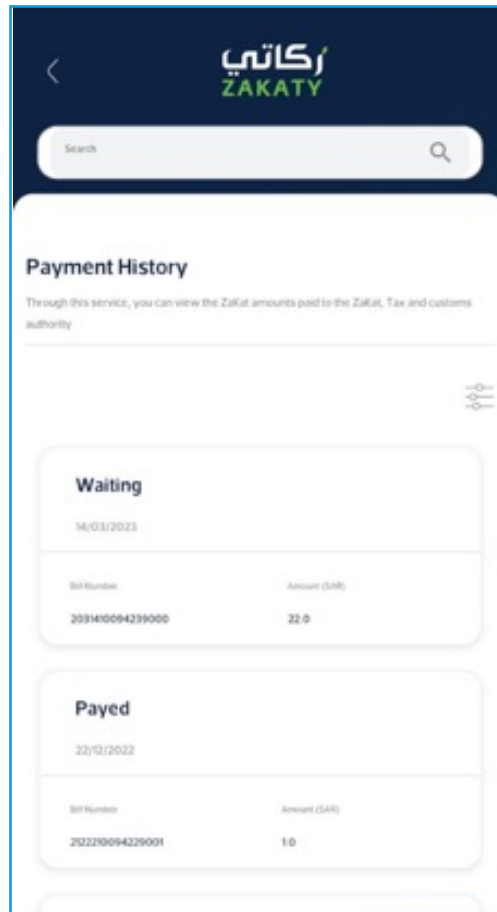 زكاتي
ZAKATY
Search
Payment History
Through this service, you can view the ZaKat amounts paid to the ZaKat, Tax and customs
authority
Waiting
14/03/2023
Bill Number Amount (SAR)
2031410094239000 22.0
Payed
22/12/2022
Bill Number Amount (SAR)
2122210094229001 1.0